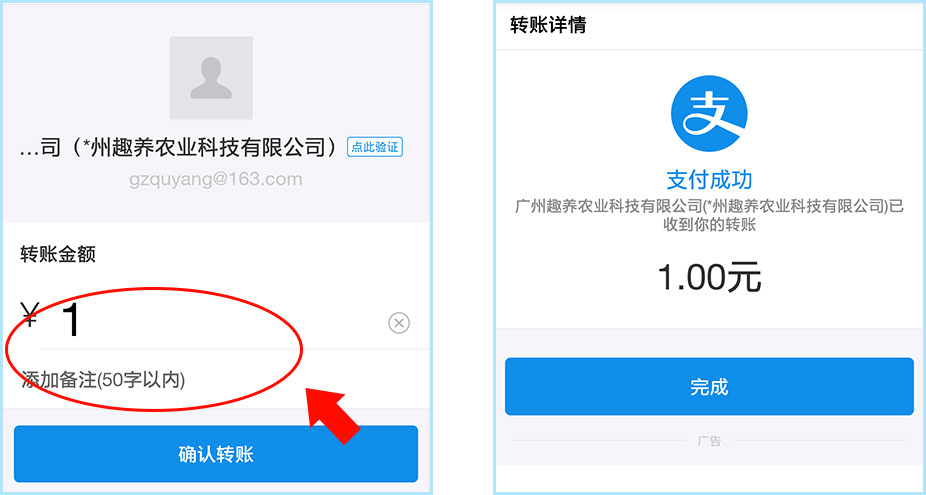 ...司（*州趣养农业科技有限公司）点此验证
gzquyang@163.com
转账金额
¥ 1
添加备注(50字以内)
确认转账
转账详情
支
支付成功
广州趣养农业科技有限公司(*州趣养农业科技有限公司)已
收到你的转账
1.00元
完成
广告